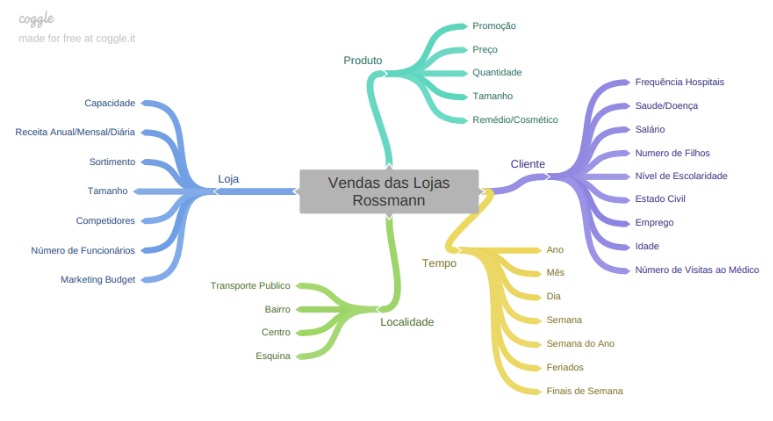 coggle
made for free at coggle.it
Produto
Promoção
Preço
Quantidade
Tamanho
Remédio/Cosmético
Loja
Capacidade
Receita Anual/Mensal/Diária
Sortimento
Tamanho
Competidores
Número de Funcionários
Marketing Budget
Vendas das Lojas
Rossmann
Cliente
Frequência Hospitais
Saude/Doença
Salário
Numero de Filhos
Nível de Escolaridade
Estado Civil
Emprego
Idade
Número de Visitas ao Médico
Tempo
Ano
Mês
Dia
Semana
Semana do Ano
Feriados
Finais de Semana
Localidade
Transporte Publico
Bairro
Centro
Esquina